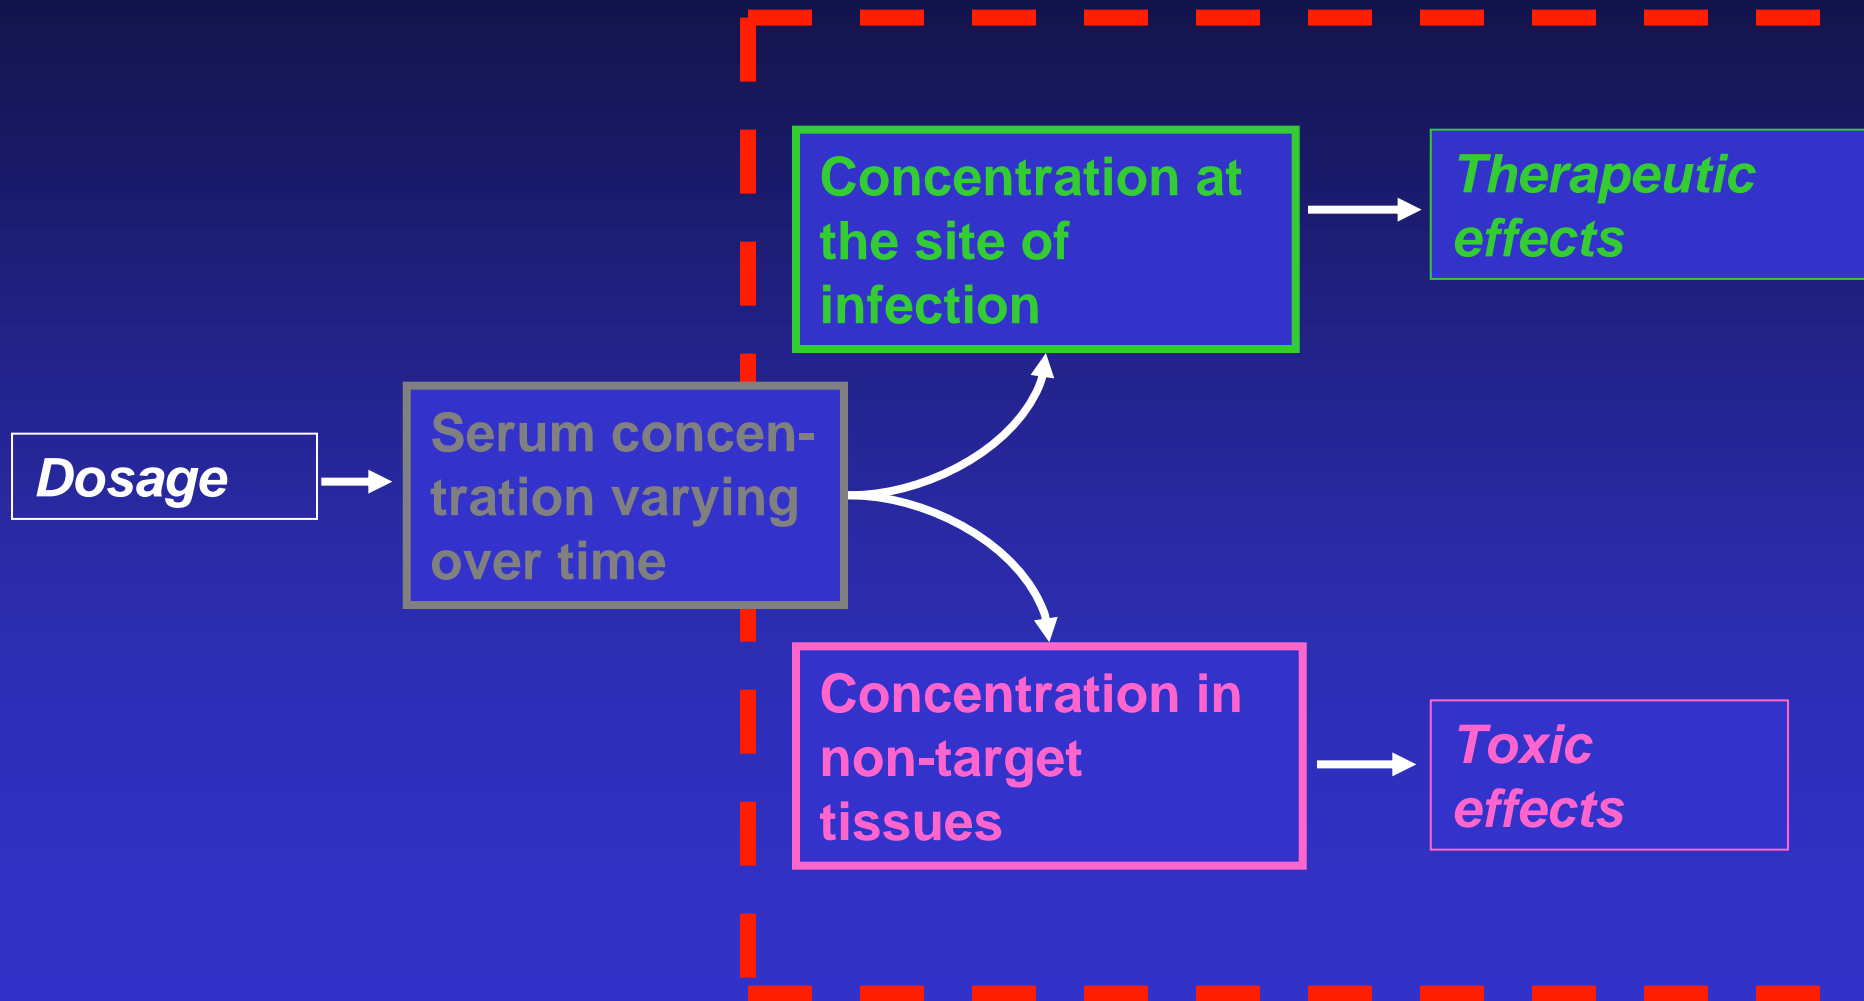 Concentration at
the site of
infection
Therapeutic
effects
Dosage
Serum concen-
tration varying
over time
Concentration in
non-target
tissues
Toxic
effects